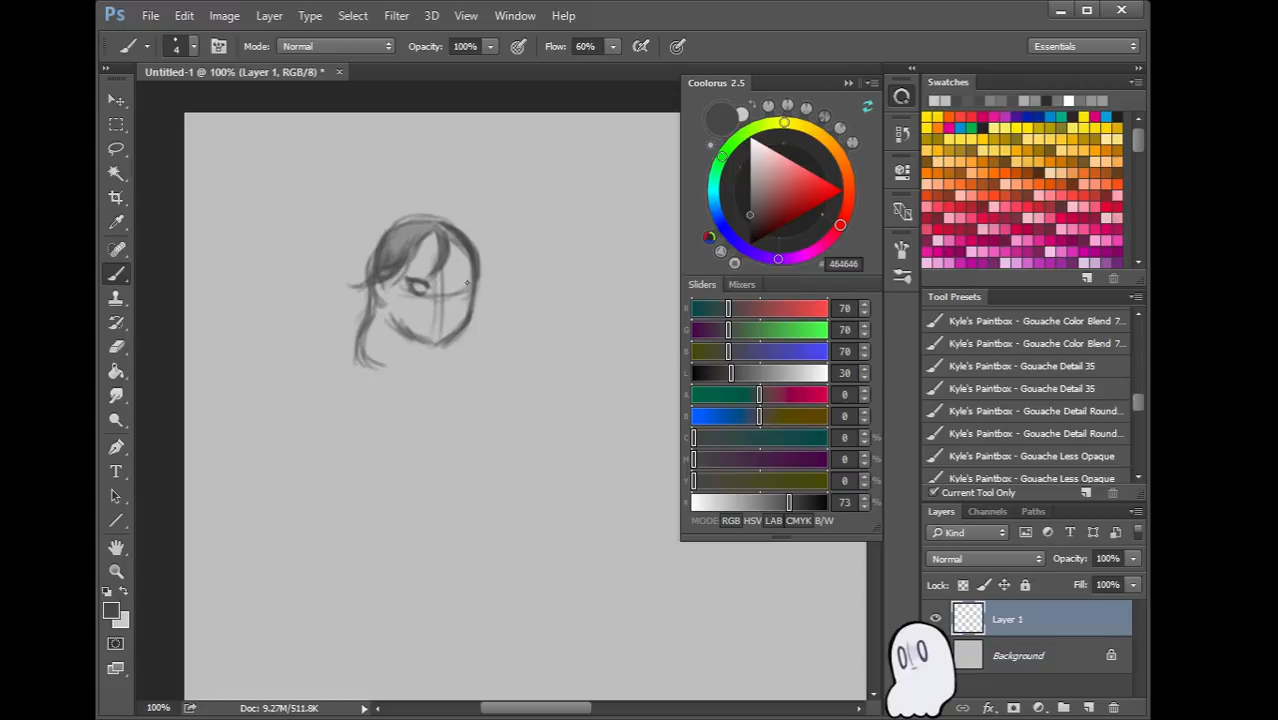 Ps File Edit Image Layer Type Select Filter 3D View Window Help
4 Mode: Normal Opacity: 100% Flow: 60% Essentials
Untitled-1 @ 100% (Layer 1, RGB/8) *
Coolorus 2.5
# 464646
Sliders Mixers
R 70
G 70
B 70
L 30
A 0
B 0
C 0 %
M 0 %
Y 0 %
K 73 %
MODE RGB HSV LAB CMYK B/W
Swatches
Tool Presets
Kyle's Paintbox - Gouache Color Blend 7...
Kyle's Paintbox - Gouache Color Blend 7...
Kyle's Paintbox - Gouache Detail 35
Kyle's Paintbox - Gouache Detail 35
Kyle's Paintbox - Gouache Detail Round...
Kyle's Paintbox - Gouache Detail Round...
Kyle's Paintbox - Gouache Less Opaque
Kyle's Paintbox - Gouache Less Opaque
Current Tool Only
Layers Channels Paths
Kind
Normal Opacity: 100%
Lock: Fill: 100%
Layer 1
Background
fx
100% Doc: 9.27M/511.8K